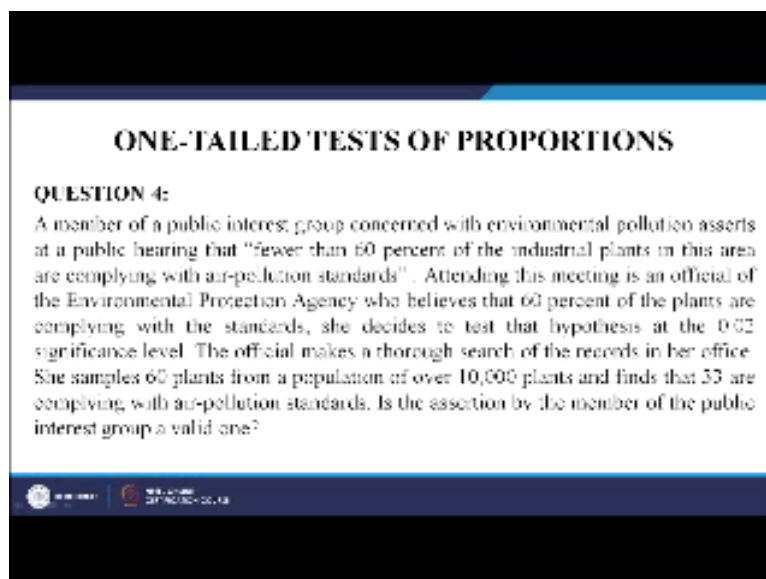 ONE-TAILED TESTS OF PROPORTIONS
QUESTION 4:
A member of a public interest group concerned with environmental pollution asserts
at a public hearing that “fewer than 60 percent of the industrial plants in this area
are complying with air-pollution standards” . Attending this meeting is an official of
the Environmental Protection Agency who believes that 60 percent of the plants are
complying with the standards, she decides to test that hypothesis at the 0.02
significance level. The official makes a thorough search of the records in her office.
She samples 60 plants from a population of over 10,000 plants and finds that 33 are
complying with air-pollution standards. Is the assertion by the member of the public
interest group a valid one?
CERTIFICATION COURSE